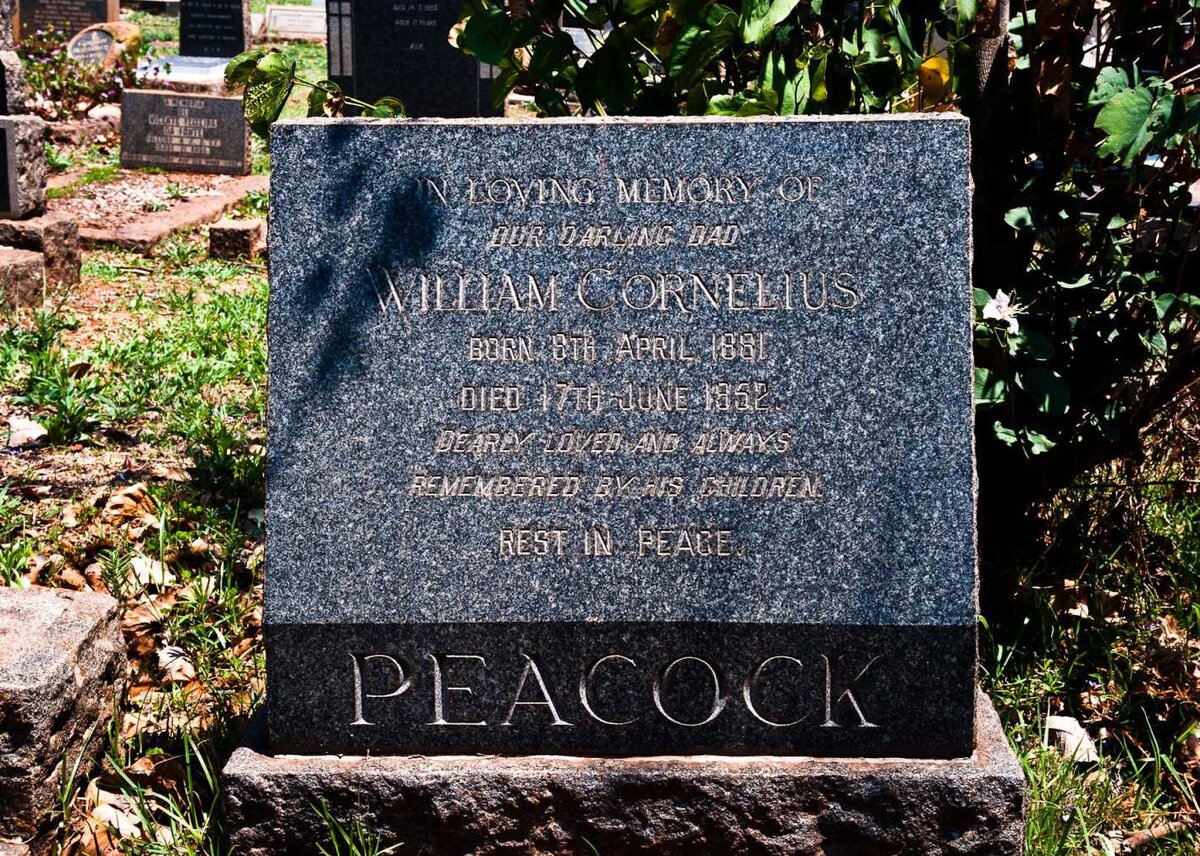 IN LOVING MEMORY OF
OUR DARLING DAD
WILLIAM CORNELIUS
BORN 8TH APRIL 1881
DIED 17TH JUNE 1952.
DEARLY LOVED AND ALWAYS
REMEMBERED BY HIS CHILDREN.
REST IN PEACE.
PEACOCK